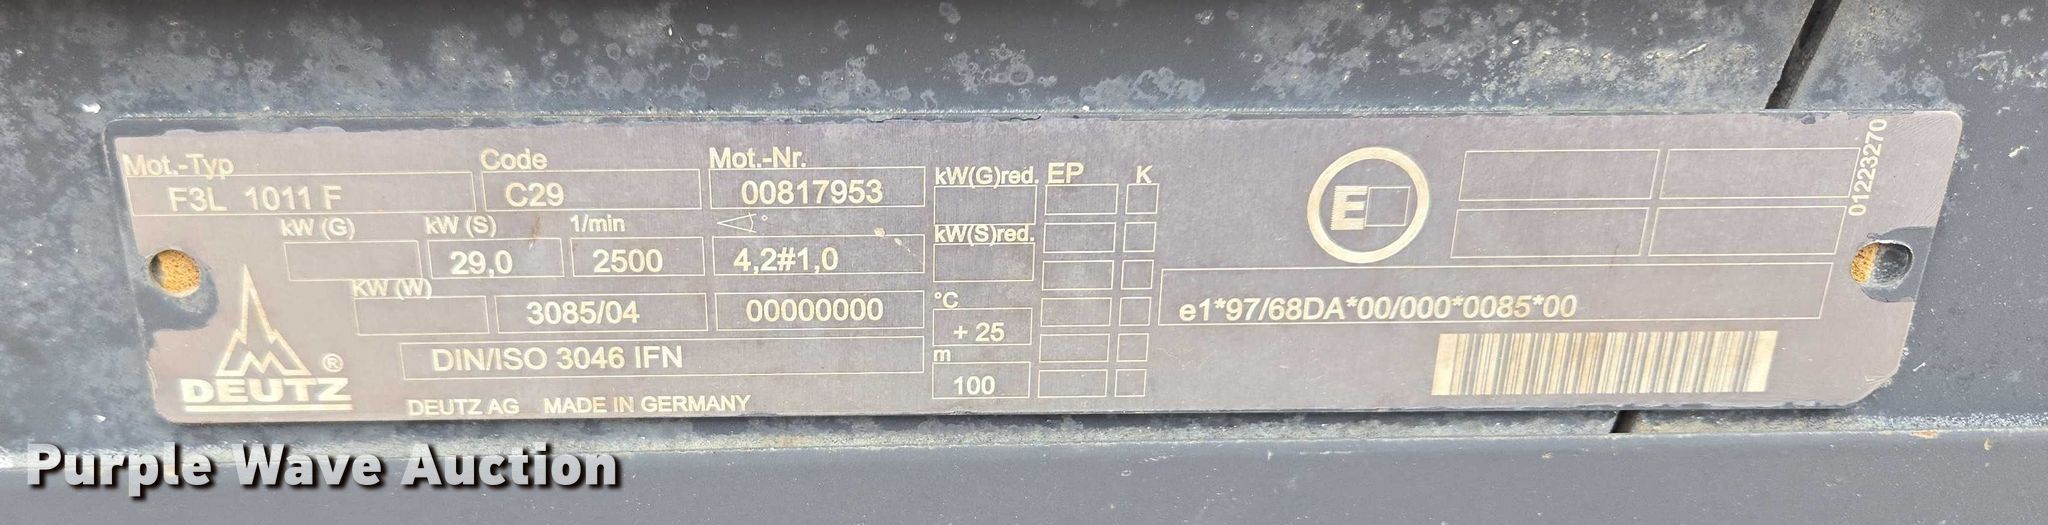 Mot.-Typ Code Mot.-Nr.
F3L 1011 F C29 00817953
kW(G)red. EP K
kW (G) kW (S) 1/min °
29,0 2500 4,2#1,0
kW(S)red.
KW (W)
3085/04 00000000
°C
+ 25
DIN/ISO 3046 IFN
m
100
DEUTZ®
DEUTZ AG MADE IN GERMANY
E
01223270
e1*97/68DA*00/000*0085*00
Purple Wave Auction